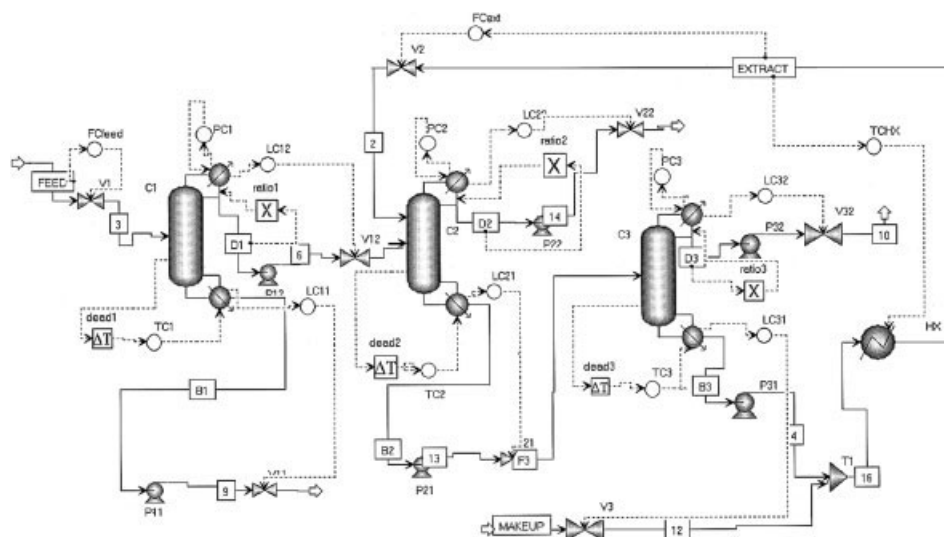 FCext
V2
EXTRACT
PC1
PC2
LC22
V22
TCHX
FCfeed
LC12
2
ratio2
PC3
FEED
V1
C1
ratio1
X
X
LC32
3
C2
D2
14
P32
V32
D1
6
V12
P22
C3
D3
10
LC21
ratio3
X
LC11
dead1
TC1
HX
ΔT
dead2
LC31
ΔT
dead3
TC3
TC2
ΔT
B3
P31
B1
4
B2
13
21
F3
T1
P21
16
9
P11
V3
MAKEUP
12